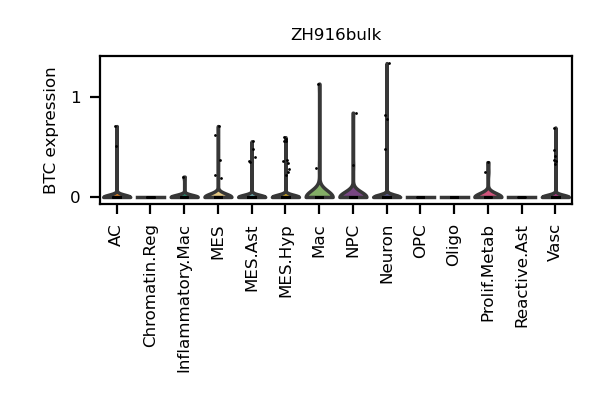 ZH916bulk
BTC expression
1
0
AC
Chromatin.Reg
Inflammatory.Mac
MES
MES.Ast
MES.Hyp
Mac
NPC
Neuron
OPC
Oligo
Prolif.Metab
Reactive.Ast
Vasc